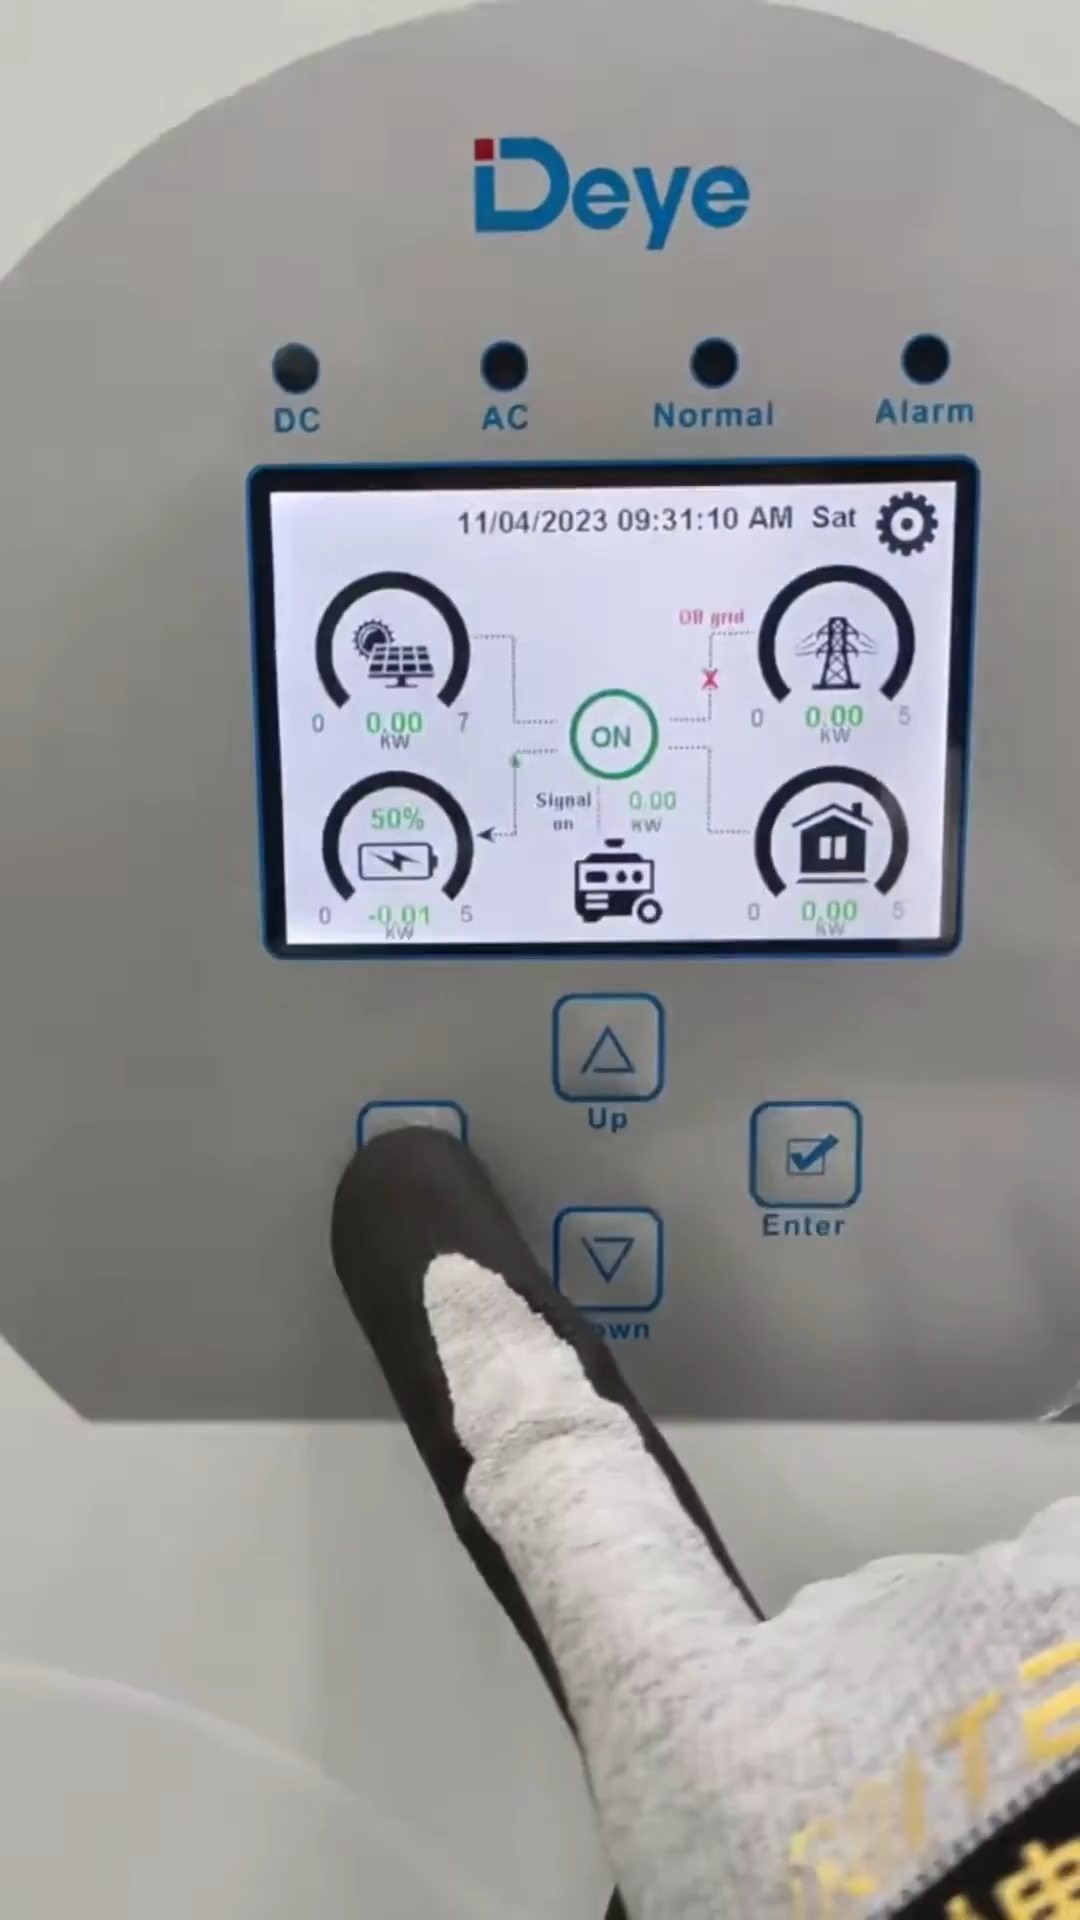 Deye
DC
AC
Normal
Alarm
11/04/2023 09:31:10 AM Sat
Off grid
X
0
0.00
7
KW
0
0.00
5
KW
ON
Signal
on
0.00
KW
50%
0
-0.01
5
KW
0
0.00
5
KW
Up
Enter